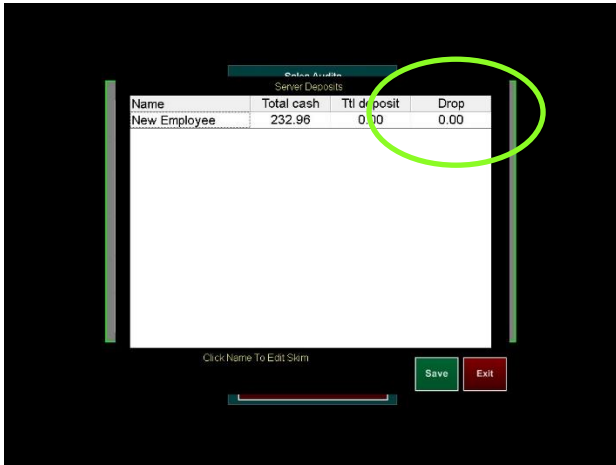 Sales Audits
Server Deposits
Name Total cash Ttl deposit Drop
New Employee 232.96 0.00 0.00
Click Name To Edit Skim
Save Exit